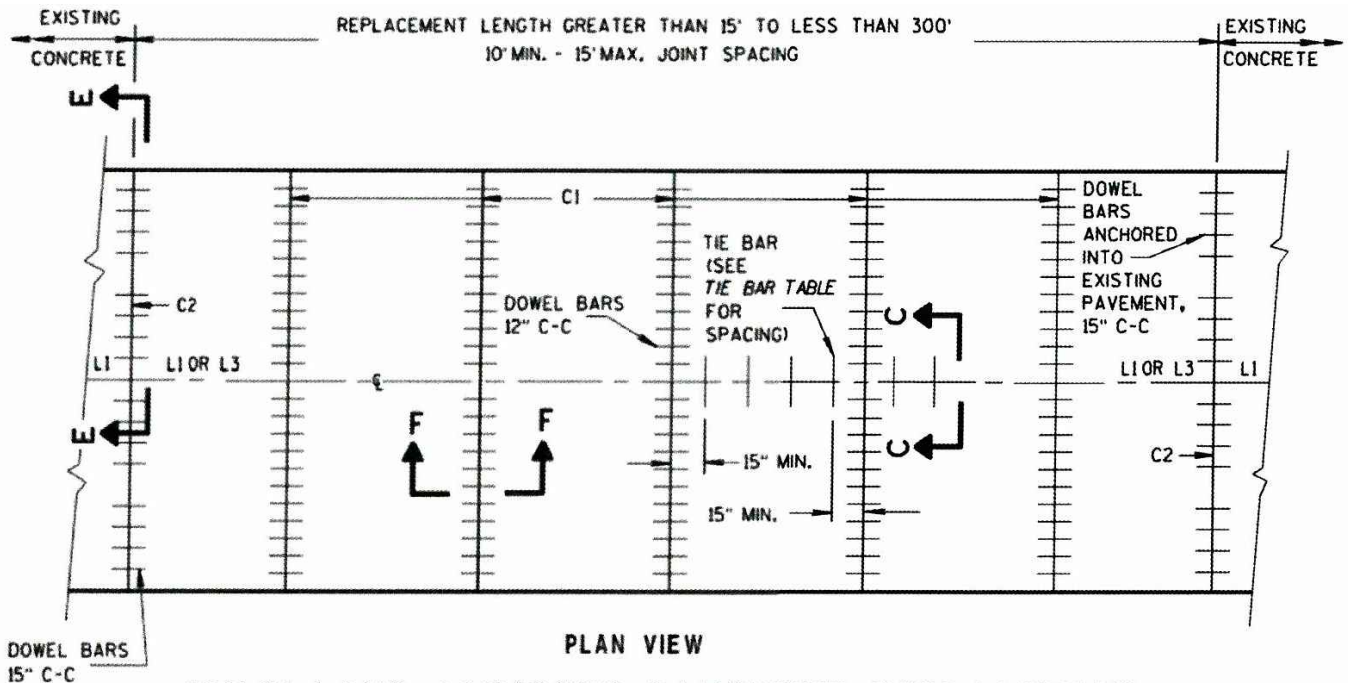 EXISTING
CONCRETE
REPLACEMENT LENGTH GREATER THAN 15' TO LESS THAN 300'
10' MIN. - 15' MAX. JOINT SPACING
EXISTING
CONCRETE
E
C1
DOWEL
BARS
ANCHORED
INTO
EXISTING
PAVEMENT,
15" C-C
TIE BAR
(SEE
TIE BAR TABLE
FOR
SPACING)
DOWEL BARS
12" C-C
C2
C
L1
L1 OR L3
℄
L1 OR L3
L1
E
F
F
C
C2
15" MIN.
15" MIN.
DOWEL BARS
15" C-C
PLAN VIEW